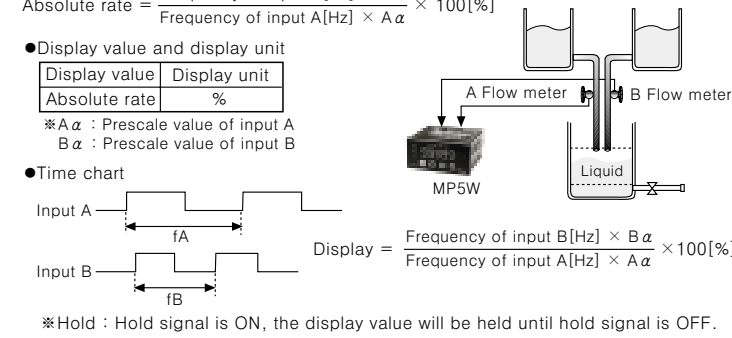 Absolute rate = × 100[%]
Frequency of input A[Hz] × Aα
●Display value and display unit
Display value Display unit
Absolute rate %
※Aα : Prescale value of input A
Bα : Prescale value of input B
A Flow meter
B Flow meter
MP5W
Liquid
●Time chart
Input A
fA
Input B
fB
Display = Frequency of input B[Hz] × Bα
Frequency of input A[Hz] × Aα
×100[%]
※Hold : Hold signal is ON, the display value will be held until hold signal is OFF.